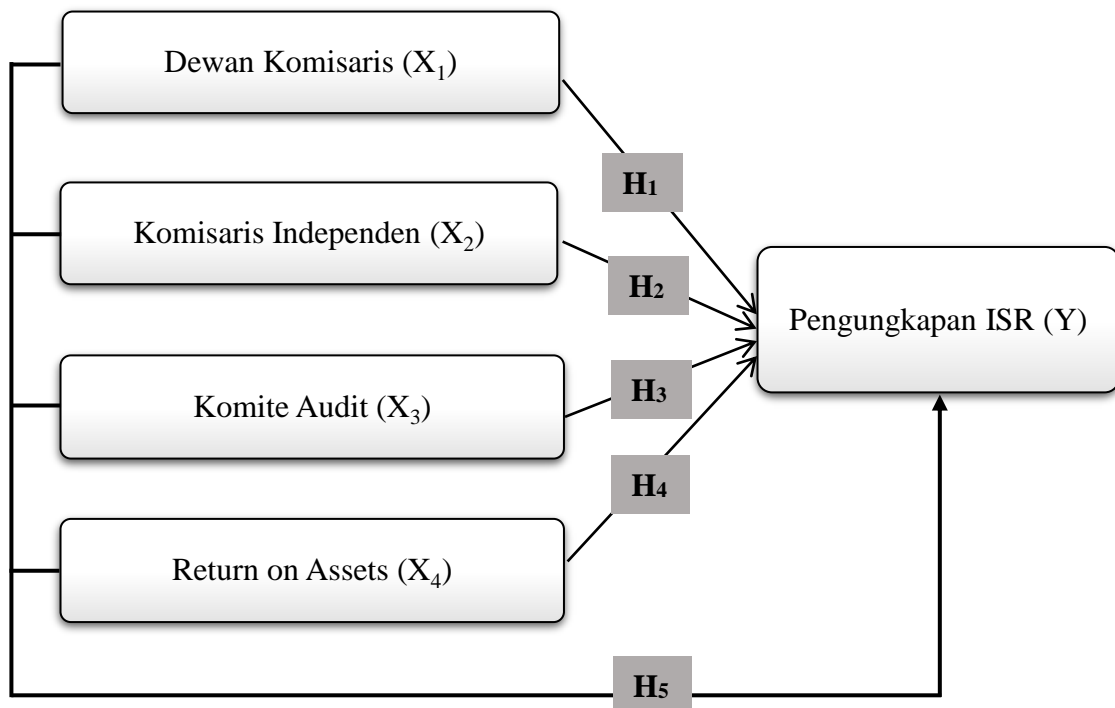 Dewan Komisaris (X₁)
H₁
Komisaris Independen (X₂)
H₂
Pengungkapan ISR (Y)
Komite Audit (X₃)
H₃
H₄
Return on Assets (X₄)
H₅